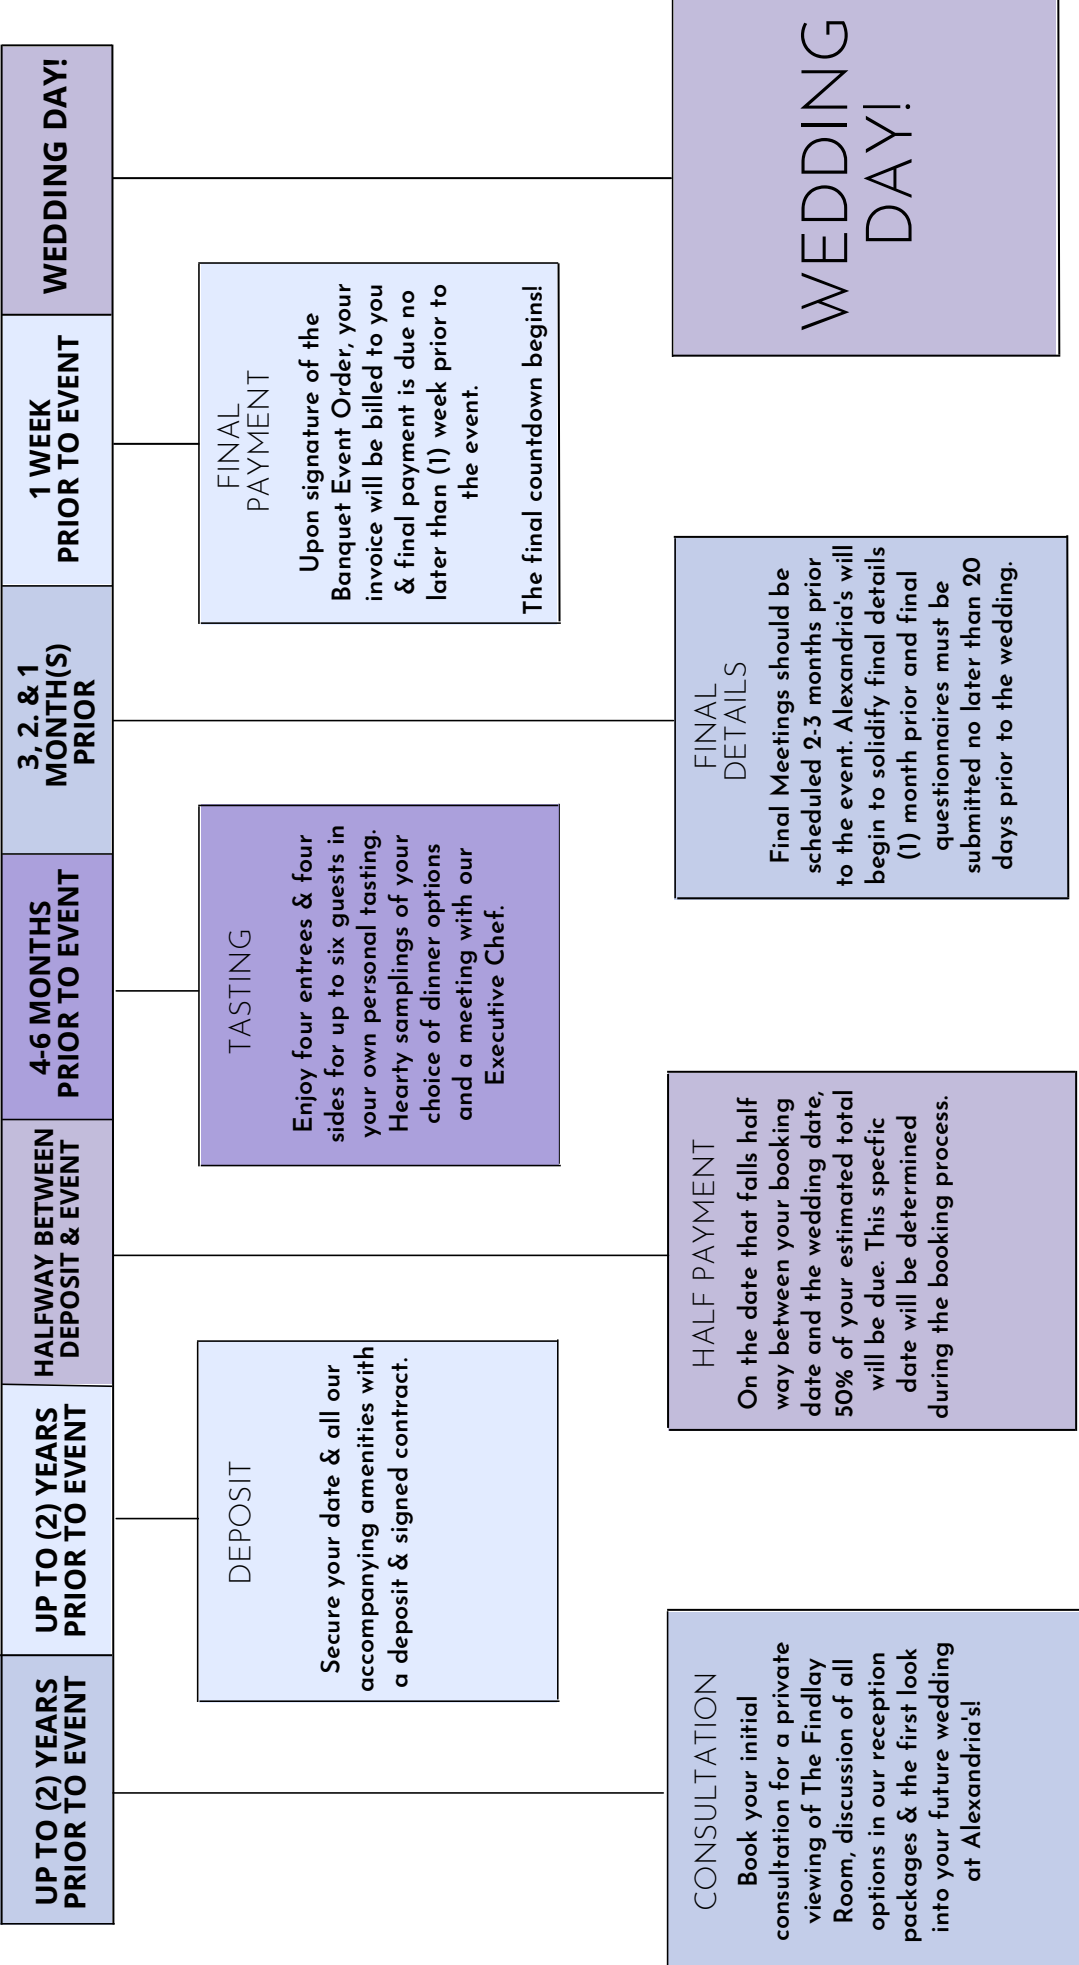 UP TO (2) YEARS
PRIOR TO EVENT
UP TO (2) YEARS
PRIOR TO EVENT
HALFWAY BETWEEN
DEPOSIT & EVENT
4-6 MONTHS
PRIOR TO EVENT
3, 2. & 1
MONTH(S)
PRIOR
1 WEEK
PRIOR TO EVENT
WEDDING DAY!
CONSULTATION
Book your initial
consultation for a private
viewing of The Findlay
Room, discussion of all
options in our reception
packages & the first look
into your future wedding
at Alexandria's!
DEPOSIT
Secure your date & all our
accompanying amenities with
a deposit & signed contract.
HALF PAYMENT
On the date that falls half
way between your booking
date and the wedding date,
50% of your estimated total
will be due. This specfic
date will be determined
during the booking process.
TASTING
Enjoy four entrees & four
sides for up to six guests in
your own personal tasting.
Hearty samplings of your
choice of dinner options
and a meeting with our
Executive Chef.
FINAL
DETAILS
Final Meetings should be
scheduled 2-3 months prior
to the event. Alexandria's will
begin to solidify final details
(1) month prior and final
questionnaires must be
submitted no later than 20
days prior to the wedding.
FINAL
PAYMENT
Upon signature of the
Banquet Event Order, your
invoice will be billed to you
& final payment is due no
later than (1) week prior to
the event.
The final countdown begins!
WEDDING
DAY!